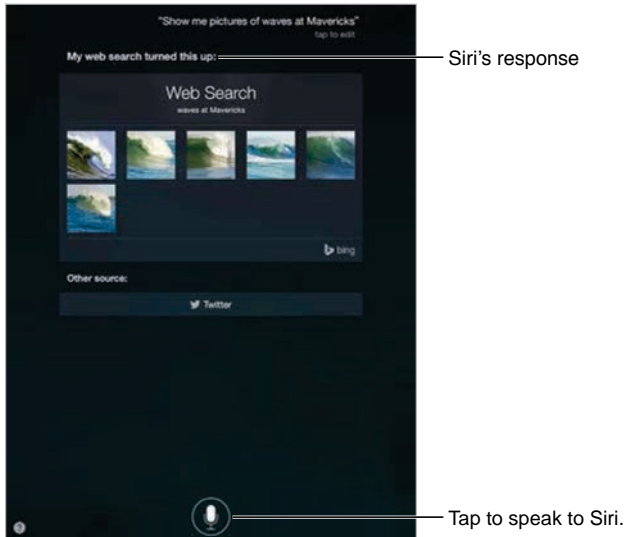 "Show me pictures of waves at Mavericks"
tap to edit
My web search turned this up:
Siri's response
Web Search
waves at Mavericks
bing
Other source:
Twitter
?
Tap to speak to Siri.